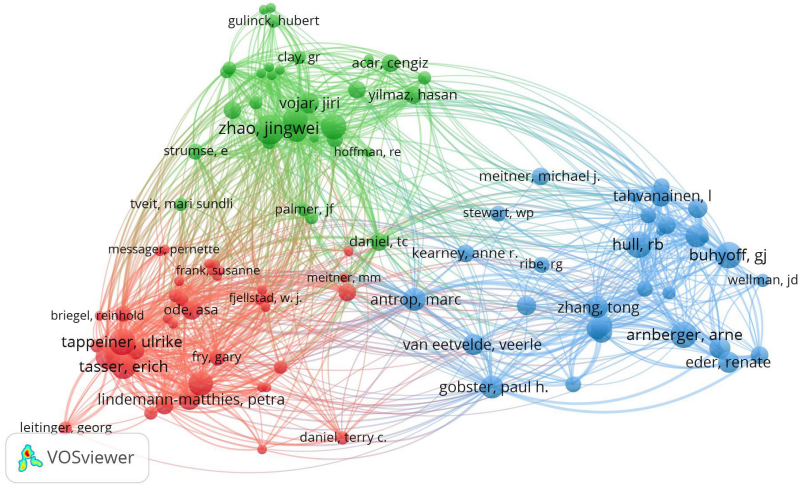 gulinck, hubert
clay, gr
acar, cengiz
yilmaz, hasan
vojar, jiri
zhao, jingwei
strumse, e
hoffman, re
meitner, michael j.
tahvanainen, l
tveit, mari sundli
palmer, jf
stewart, wp
daniel, tc
hull, rb
messager, pernette
kearney, anne r.
buhyoff, gj
frank, susanne
ribe, rg
meitner, mm
wellman, jd
fjellstad, w. j.
antrop, marc
ode, asa
zhang, tong
briegel, reinhold
arnberger, arne
tappeiner, ulrike
van eetvelde, veerle
fry, gary
eder, renate
tasser, erich
gobster, paul h.
lindemann-matthies, petra
leitinger, georg
daniel, terry c.
VOSviewer